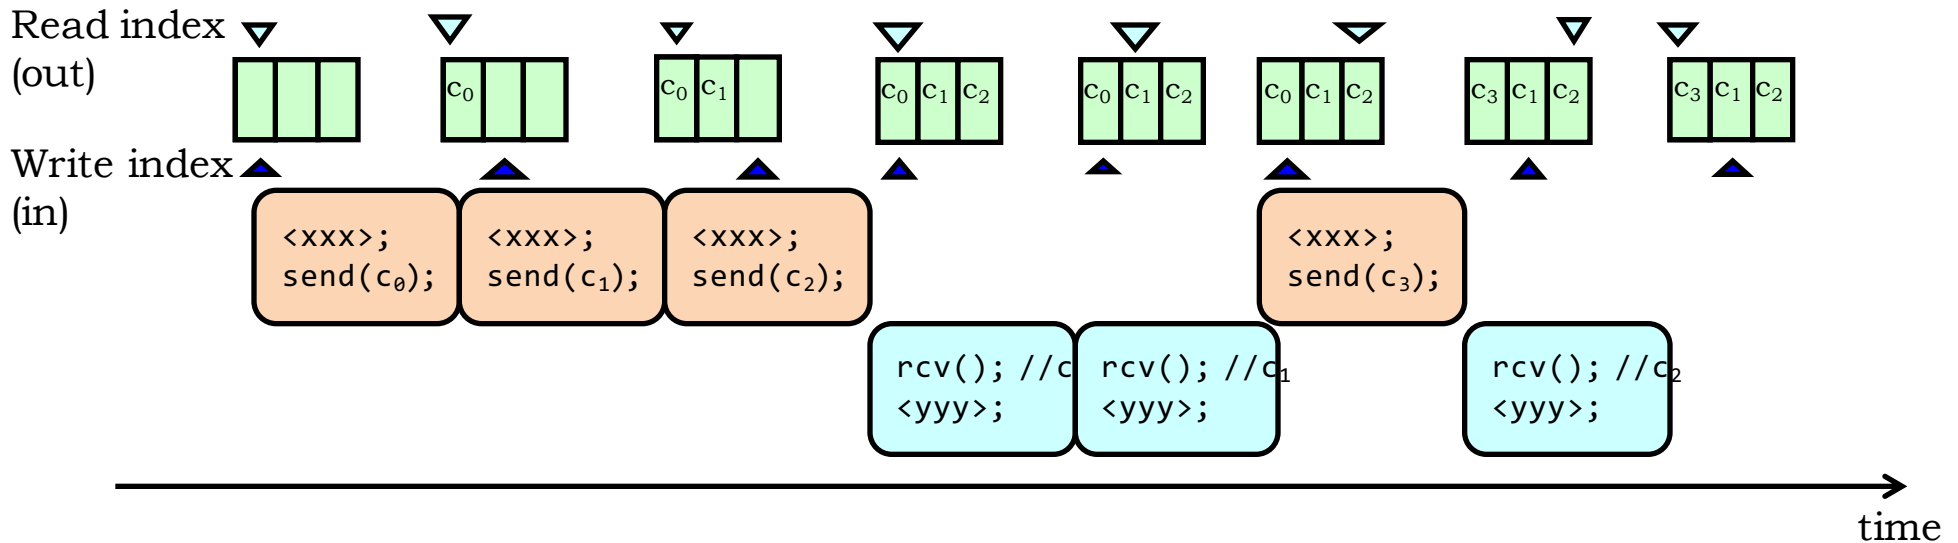 Read index
(out)
c₀
c₀ c₁
c₀ c₁ c₂
c₀ c₁ c₂
c₀ c₁ c₂
c₃ c₁ c₂
c₃ c₁ c₂
Write index
(in)
<xxx>;
send(c₀);
<xxx>;
send(c₁);
<xxx>;
send(c₂);
<xxx>;
send(c₃);
rcv(); //c
<yyy>;
rcv(); //c₁
<yyy>;
rcv(); //c₂
<yyy>;
time